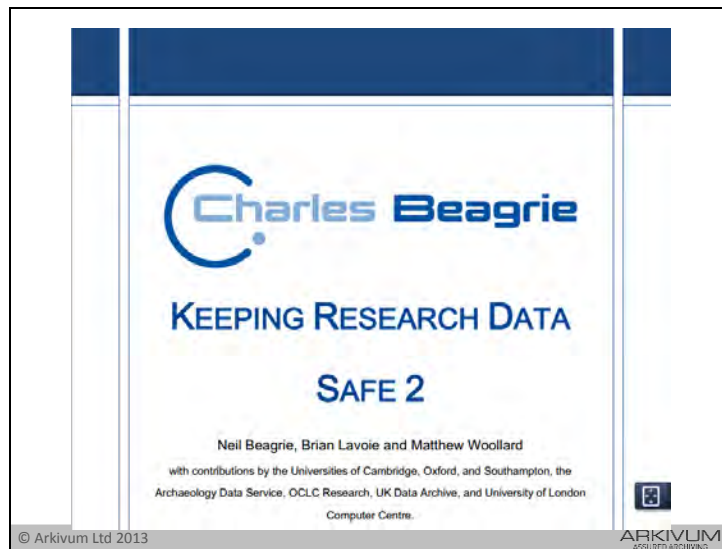 Charles Beagrie
KEEPING RESEARCH DATA
SAFE 2
Neil Beagrie, Brian Lavoie and Matthew Woollard
with contributions by the Universities of Cambridge, Oxford, and Southampton, the
Archaeology Data Service, OCLC Research, UK Data Archive, and University of London
Computer Centre.
© Arkivum Ltd 2013
ARKIVUM
ASSURED ARCHIVING